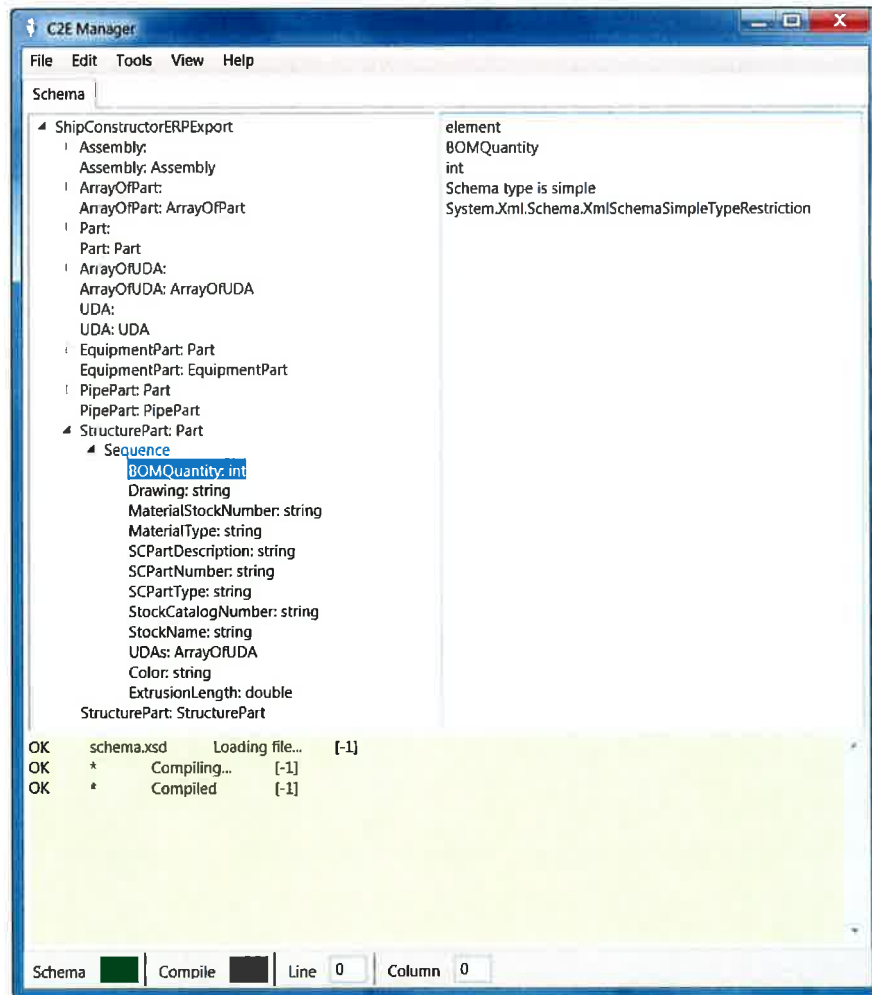 C2E Manager
File Edit Tools View Help
Schema
ShipConstructorERPExport
Assembly:
Assembly: Assembly
ArrayOfPart:
ArrayOfPart: ArrayOfPart
Part:
Part: Part
ArrayOfUDA:
ArrayOfUDA: ArrayOfUDA
UDA:
UDA: UDA
EquipmentPart: Part
EquipmentPart: EquipmentPart
PipePart: Part
PipePart: PipePart
StructurePart: Part
Sequence
BOMQuantity: int
Drawing: string
MaterialStockNumber: string
MaterialType: string
SCPartDescription: string
SCPartNumber: string
SCPartType: string
StockCatalogNumber: string
StockName: string
UDAs: ArrayOfUDA
Color: string
ExtrusionLength: double
StructurePart: StructurePart
element
BOMQuantity
int
Schema type is simple
System.Xml.Schema.XmlSchemaSimpleTypeRestriction
OK schema.xsd Loading file... [-1]
OK * Compiling... [-1]
OK * Compiled [-1]
Schema Compile Line 0 Column 0